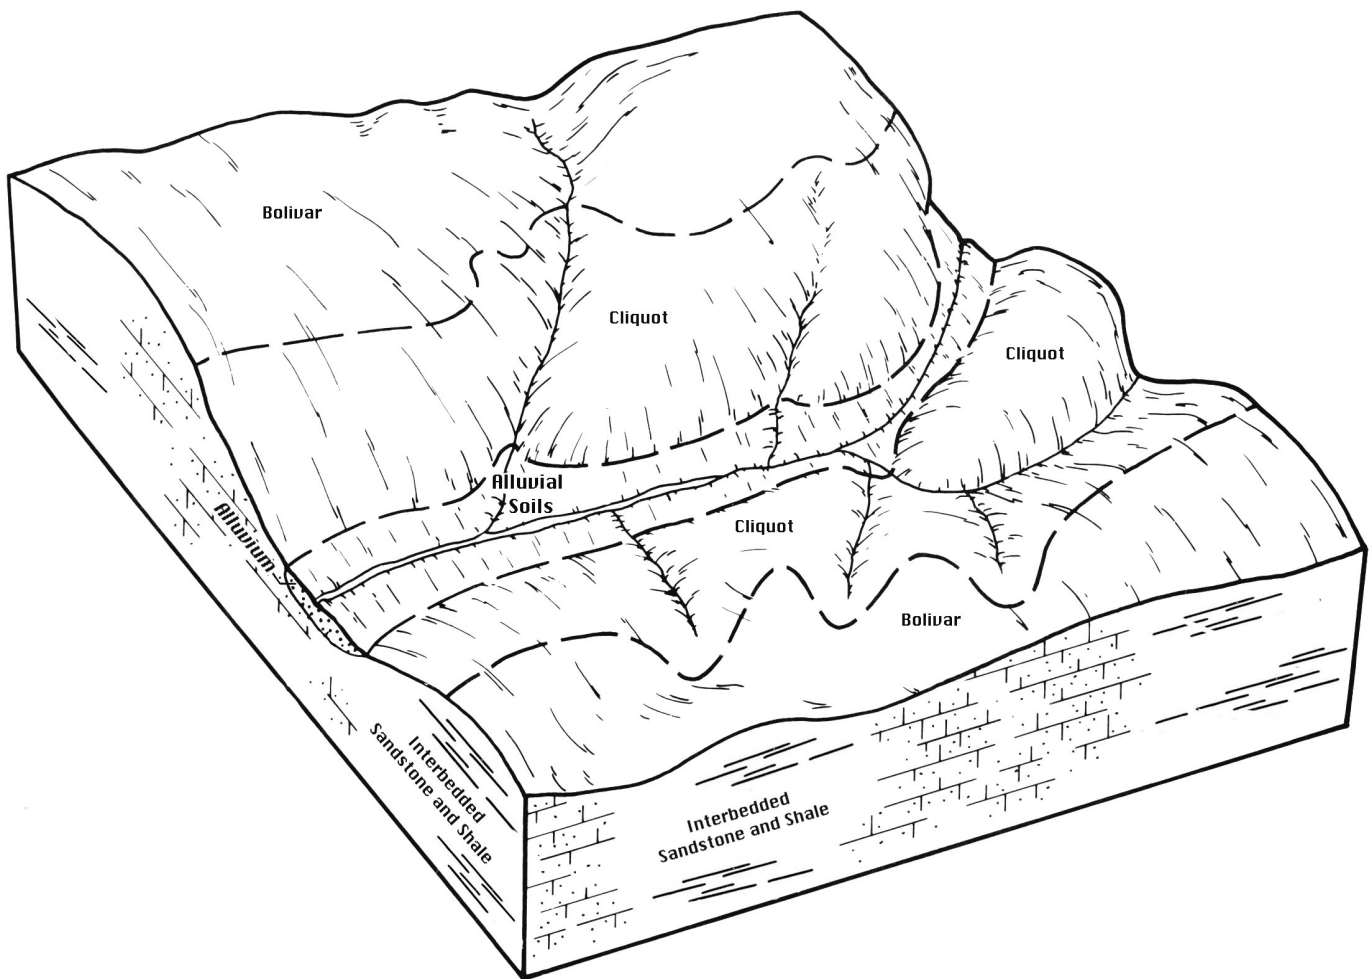 Bolivar
Cliquot
Cliquot
Alluvial
Soils
Cliquot
Alluvium
Bolivar
Interbedded
Sandstone and Shale
Interbedded
Sandstone and Shale